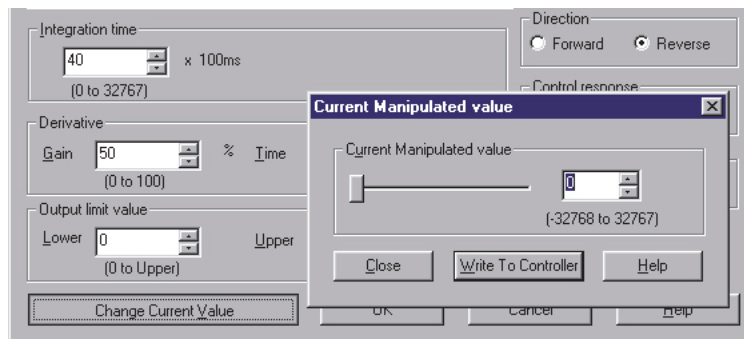 Integration time
40 x 100ms
(0 to 32767)
Derivative
Gain 50 % Time
(0 to 100)
Output limit value
Lower 0 Upper
(0 to Upper)
Change Current Value
Direction
Forward Reverse
Control response
Current Manipulated value
Current Manipulated value
0
(-32768 to 32767)
Close Write To Controller Help
OK Cancel Help